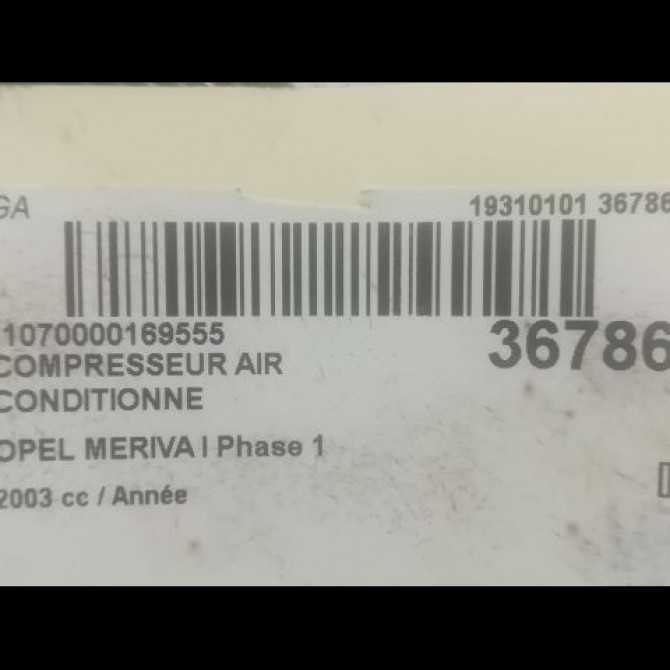 GA
19310101 36786
1070000169555
36786
COMPRESSEUR AIR
CONDITIONNE
OPEL MERIVA I Phase 1
2003 cc / Année